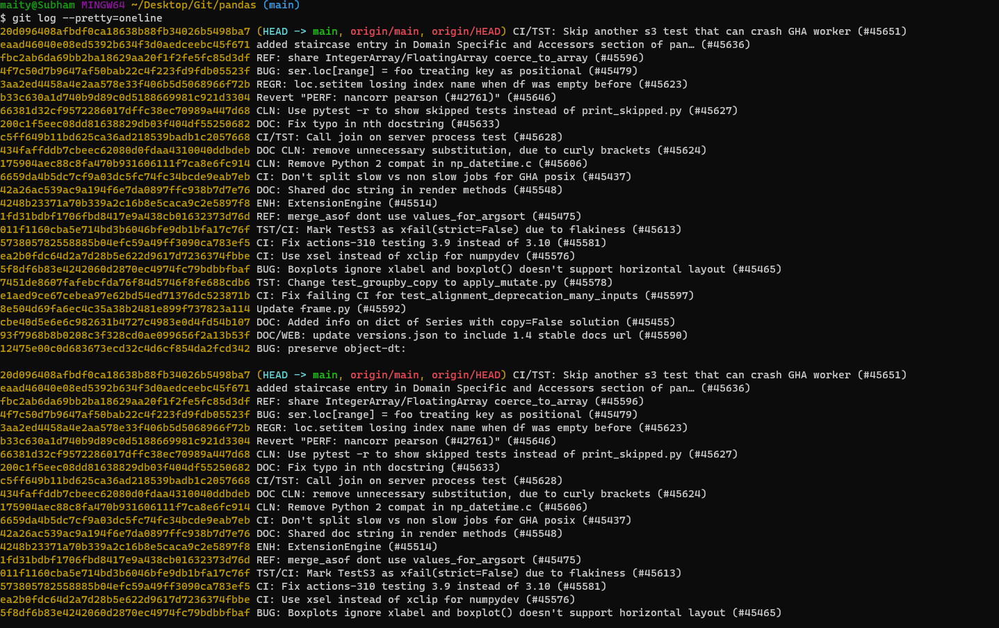 maity@Subham MINGW64 ~/Desktop/Git/pandas (main)
$ git log --pretty=oneline
20d096408afbdf0ca18638b88fb34026b5498ba7 (HEAD -> main, origin/main, origin/HEAD) CI/TST: Skip another s3 test that can crash GHA worker (#45651)
eaad46040e08ed5392b634f3d0aedceebc45f671 added staircase entry in Domain Specific and Accessors section of pan… (#45636)
fbc2ab6da69bb2ba18629aa20f1f2fe5fc85d3df REF: share IntegerArray/FloatingArray coerce_to_array (#45596)
4f7c50d7b9647af50bab22c4f223fd9fdb05523f BUG: ser.loc[range] = foo treating key as positional (#45479)
3aa2ed4458a4e2aa578e33f406b5d5068966f72b REGR: loc.setitem losing index name when df was empty before (#45623)
b33c630a1d740b9d89c0d5188669981c921d3304 Revert "PERF: nancorr pearson (#42761)" (#45646)
66381d32cf9572286017dffc38ec70989a447d68 CLN: Use pytest -r to show skipped tests instead of print_skipped.py (#45627)
200c1f5eec08dd81638829db03f404df55250682 DOC: Fix typo in nth docstring (#45633)
c5ff649b11bd625ca36ad218539badb1c2057668 CI/TST: Call join on server process test (#45628)
434faffddb7cbeec62080d0fdaa4310040ddbdeb DOC CLN: remove unnecessary substitution, due to curly brackets (#45624)
175904aec88c8fa470b931606111f7ca8e6fc914 CLN: Remove Python 2 compat in np_datetime.c (#45606)
6659da4b5dc7cf9a03dc5fc74fc34bcde9eab7eb CI: Don't split slow vs non slow jobs for GHA posix (#45437)
42a26ac539ac9a194f6e7da0897ffc938b7d7e76 DOC: Shared doc string in render methods (#45548)
4248b23371a70b339a2c16b8e5caca9c2e5897f8 ENH: ExtensionEngine (#45514)
1fd31bdbf1706fbd8417e9a438cb01632373d76d REF: merge_asof dont use values_for_argsort (#45475)
011f1160cba5e714bd3b6046bfe9db1bfa17c76f TST/CI: Mark TestS3 as xfail(strict=False) due to flakiness (#45613)
573805782558885b04efc59a49ff3090ca783ef5 CI: Fix actions-310 testing 3.9 instead of 3.10 (#45581)
ea2b0fdc64d2a7d28b5e622d9617d7236374fbbe CI: Use xsel instead of xclip for numpydev (#45576)
5f8df6b83e4242060d2870ec4974fc79bdbbfbaf BUG: Boxplots ignore xlabel and boxplot() doesn't support horizontal layout (#45465)
7451de8607fafebcfda76f84d5746f8fe688cdb6 TST: Change test_groupby_copy to apply_mutate.py (#45578)
e1aed9ce67cebea97e62bd54ed71376dc523871b CI: Fix failing CI for test_alignment_deprecation_many_inputs (#45597)
8e504d69fa6ec4c35a38b2481e899f737823a114 Update frame.py (#45592)
cbe40d5e6e6c982631b4727c4983e0d4fd54b107 DOC: Added info on dict of Series with copy=False solution (#45455)
93f7968b8b0208c3f328cd0ae099656f2a13b53f DOC/WEB: update versions.json to include 1.4 stable docs url (#45590)
12475e00c0d683673ecd32c4d6cf854da2fcd342 BUG: preserve object-dt:
20d096408afbdf0ca18638b88fb34026b5498ba7 (HEAD -> main, origin/main, origin/HEAD) CI/TST: Skip another s3 test that can crash GHA worker (#45651)
eaad46040e08ed5392b634f3d0aedceebc45f671 added staircase entry in Domain Specific and Accessors section of pan… (#45636)
fbc2ab6da69bb2ba18629aa20f1f2fe5fc85d3df REF: share IntegerArray/FloatingArray coerce_to_array (#45596)
4f7c50d7b9647af50bab22c4f223fd9fdb05523f BUG: ser.loc[range] = foo treating key as positional (#45479)
3aa2ed4458a4e2aa578e33f406b5d5068966f72b REGR: loc.setitem losing index name when df was empty before (#45623)
b33c630a1d740b9d89c0d5188669981c921d3304 Revert "PERF: nancorr pearson (#42761)" (#45646)
66381d32cf9572286017dffc38ec70989a447d68 CLN: Use pytest -r to show skipped tests instead of print_skipped.py (#45627)
200c1f5eec08dd81638829db03f404df55250682 DOC: Fix typo in nth docstring (#45633)
c5ff649b11bd625ca36ad218539badb1c2057668 CI/TST: Call join on server process test (#45628)
434faffddb7cbeec62080d0fdaa4310040ddbdeb DOC CLN: remove unnecessary substitution, due to curly brackets (#45624)
175904aec88c8fa470b931606111f7ca8e6fc914 CLN: Remove Python 2 compat in np_datetime.c (#45606)
6659da4b5dc7cf9a03dc5fc74fc34bcde9eab7eb CI: Don't split slow vs non slow jobs for GHA posix (#45437)
42a26ac539ac9a194f6e7da0897ffc938b7d7e76 DOC: Shared doc string in render methods (#45548)
4248b23371a70b339a2c16b8e5caca9c2e5897f8 ENH: ExtensionEngine (#45514)
1fd31bdbf1706fbd8417e9a438cb01632373d76d REF: merge_asof dont use values_for_argsort (#45475)
011f1160cba5e714bd3b6046bfe9db1bfa17c76f TST/CI: Mark TestS3 as xfail(strict=False) due to flakiness (#45613)
573805782558885b04efc59a49ff3090ca783ef5 CI: Fix actions-310 testing 3.9 instead of 3.10 (#45581)
ea2b0fdc64d2a7d28b5e622d9617d7236374fbbe CI: Use xsel instead of xclip for numpydev (#45576)
5f8df6b83e4242060d2870ec4974fc79bdbbfbaf BUG: Boxplots ignore xlabel and boxplot() doesn't support horizontal layout (#45465)